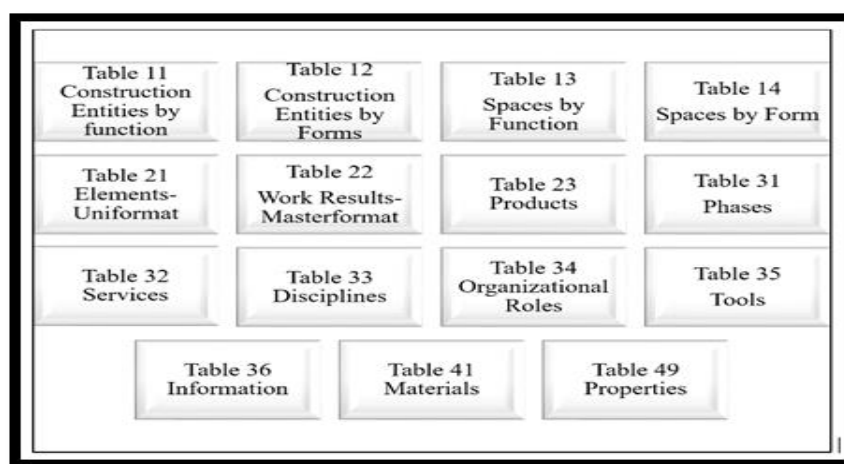 Table 11
Construction
Entities by
function
Table 12
Construction
Entities by
Forms
Table 13
Spaces by
Function
Table 14
Spaces by Form
Table 21
Elements-
Uniformat
Table 22
Work Results-
Masterformat
Table 23
Products
Table 31
Phases
Table 32
Services
Table 33
Disciplines
Table 34
Organizational
Roles
Table 35
Tools
Table 36
Information
Table 41
Materials
Table 49
Properties